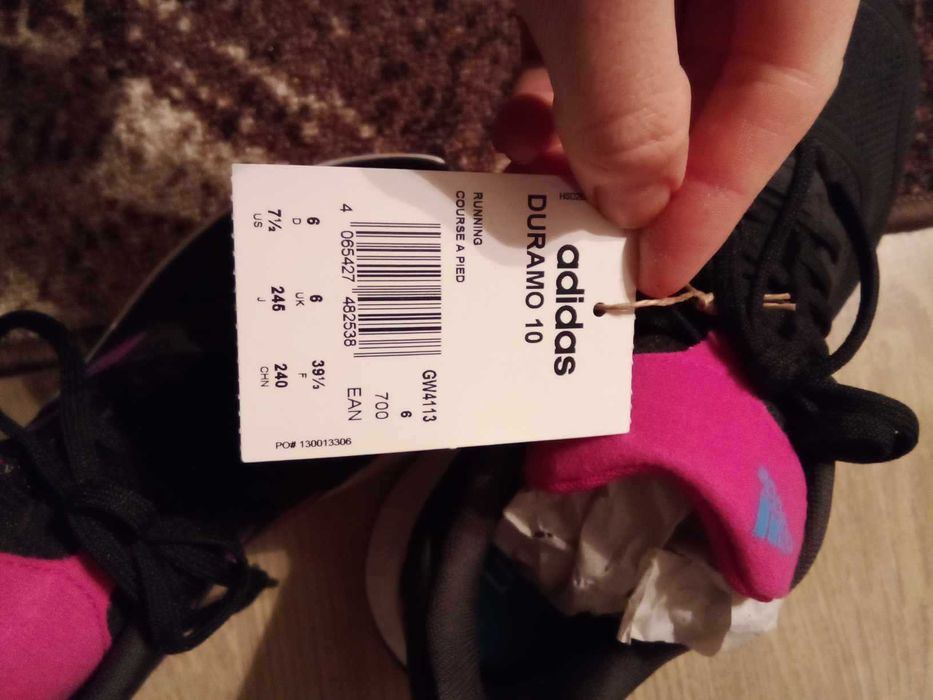 adidas
DURAMO 10
RUNNING
COURSE A PIED
GW4113
6
700
EAN
4 065427 482538
6 6 39⅓
D UK F
7½ 245 240
US J CHN
PO# 130013306